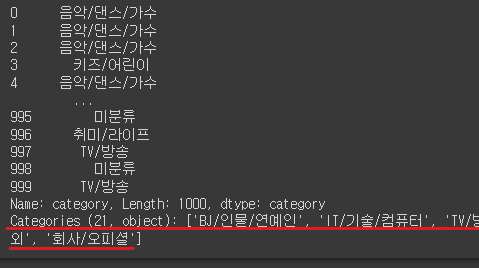 0 음악/댄스/가수
1 음악/댄스/가수
2 음악/댄스/가수
3 키즈/어린이
4 음악/댄스/가수
...
995 미분류
996 취미/라이프
997 TV/방송
998 미분류
999 TV/방송
Name: category, Length: 1000, dtype: category
Categories (21, object): ['BJ/인물/연예인', 'IT/기술/컴퓨터', 'TV/방
외', '회사/오피셜']